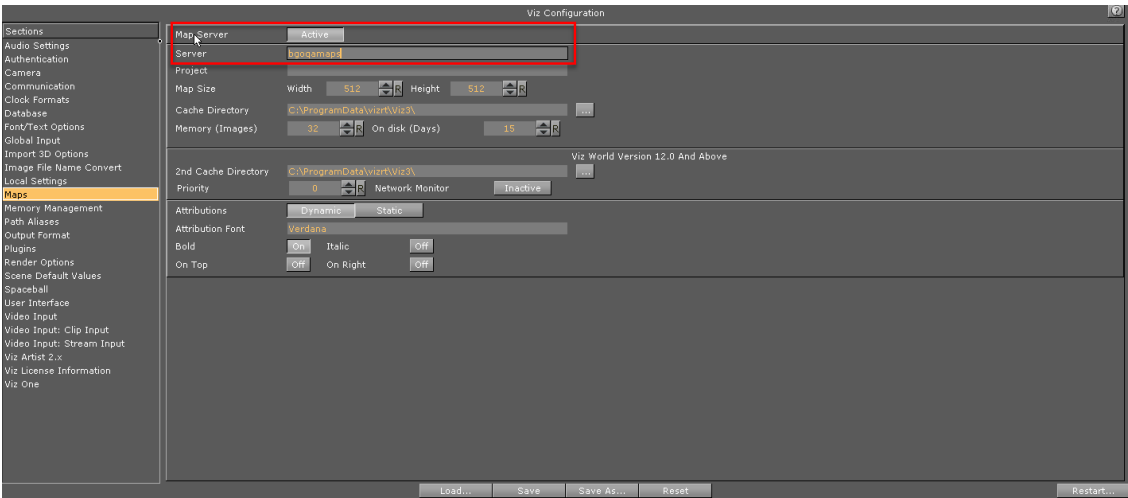 Viz Configuration
Sections
Audio Settings
Authentication
Camera
Communication
Clock Formats
Database
Font/Text Options
Global Input
Import 3D Options
Image File Name Convert
Local Settings
Maps
Memory Management
Path Aliases
Output Format
Plugins
Render Options
Scene Default Values
Spaceball
User Interface
Video Input
Video Input: Clip Input
Video Input: Stream Input
Viz Artist 2.x
Viz License Information
Viz One
Map Server Active
Server bgoqamaps
Project
Map Size Width 512 R Height 512 R
Cache Directory C:\ProgramData\vizrt\Viz3\ ...
Memory (Images) 32 R On disk (Days) 15 R
Viz World Version 12.0 And Above
2nd Cache Directory C:\ProgramData\vizrt\Viz3\ ...
Priority 0 R Network Monitor Inactive
Attributions Dynamic Static
Attribution Font Verdana
Bold On Italic Off
On Top Off On Right Off
Load... Save Save As... Reset Restart...